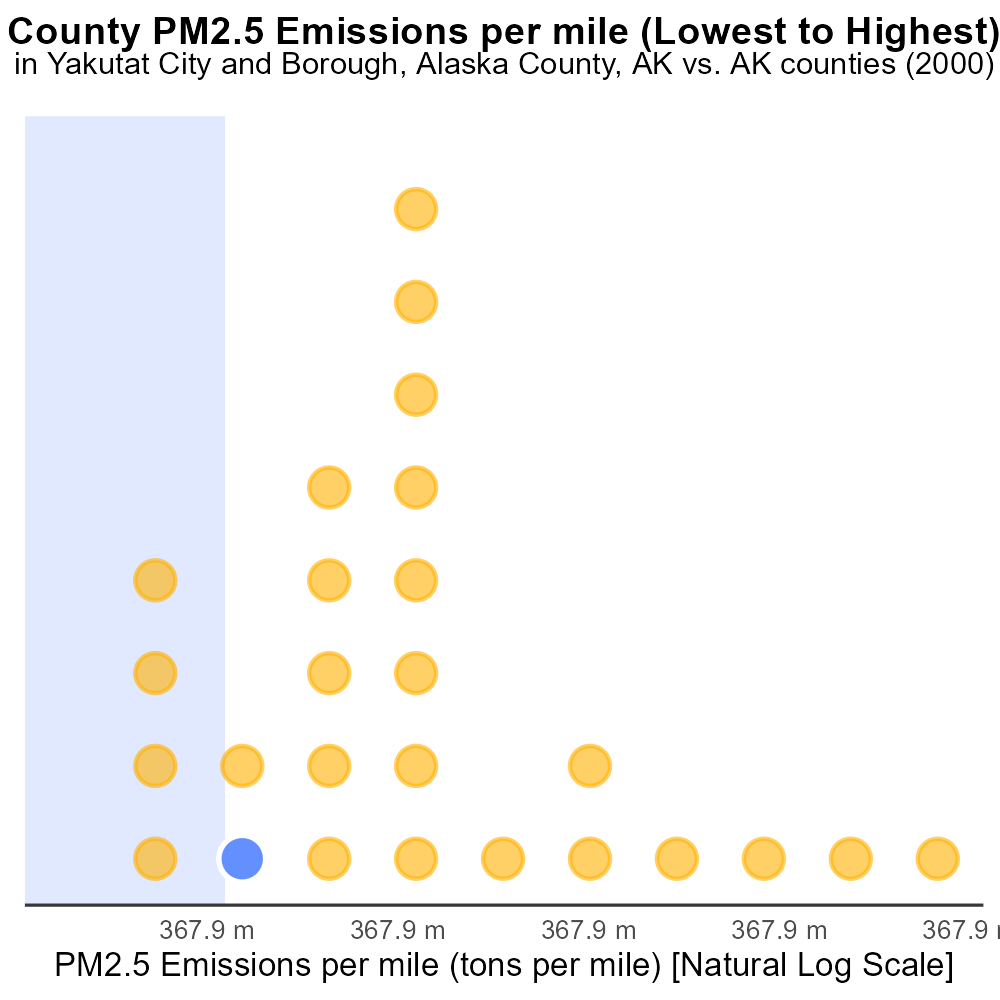 County PM2.5 Emissions per mile (Lowest to Highest)
in Yakutat City and Borough, Alaska County, AK vs. AK counties (2000)
367.9 m 367.9 m 367.9 m 367.9 m 367.9
PM2.5 Emissions per mile (tons per mile) [Natural Log Scale]